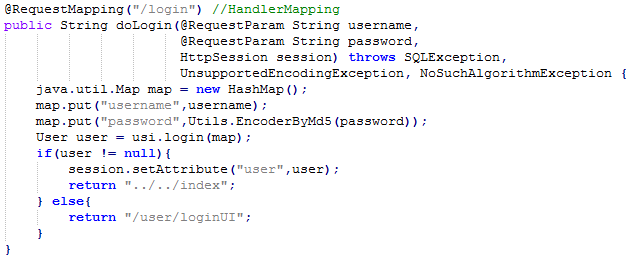 @RequestMapping("/login") //HandlerMapping
public String doLogin(@RequestParam String username,
@RequestParam String password,
HttpSession session) throws SQLException,
UnsupportedEncodingException, NoSuchAlgorithmException {
java.util.Map map = new HashMap();
map.put("username",username);
map.put("password",Utils.EncoderByMd5(password));
User user = usi.login(map);
if(user != null){
session.setAttribute("user",user);
return "../../index";
} else{
return "/user/loginUI";
}
}